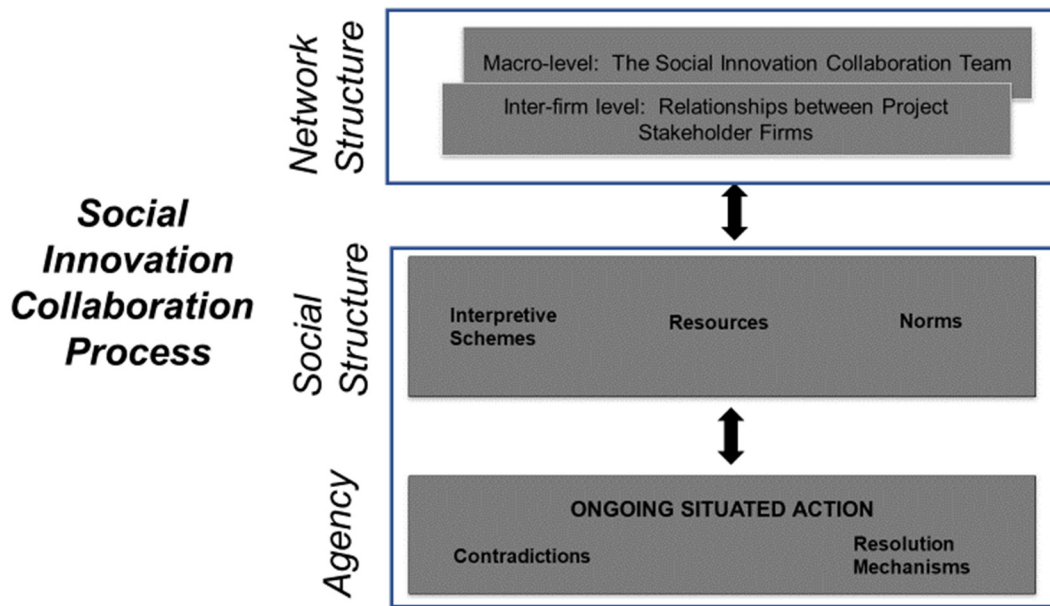 Network
Structure
Macro-level: The Social Innovation Collaboration Team
Inter-firm level: Relationships between Project
Stakeholder Firms
Social
Innovation
Collaboration
Process
Social
Structure
Interpretive
Schemes
Resources
Norms
Agency
ONGOING SITUATED ACTION
Contradictions
Resolution
Mechanisms